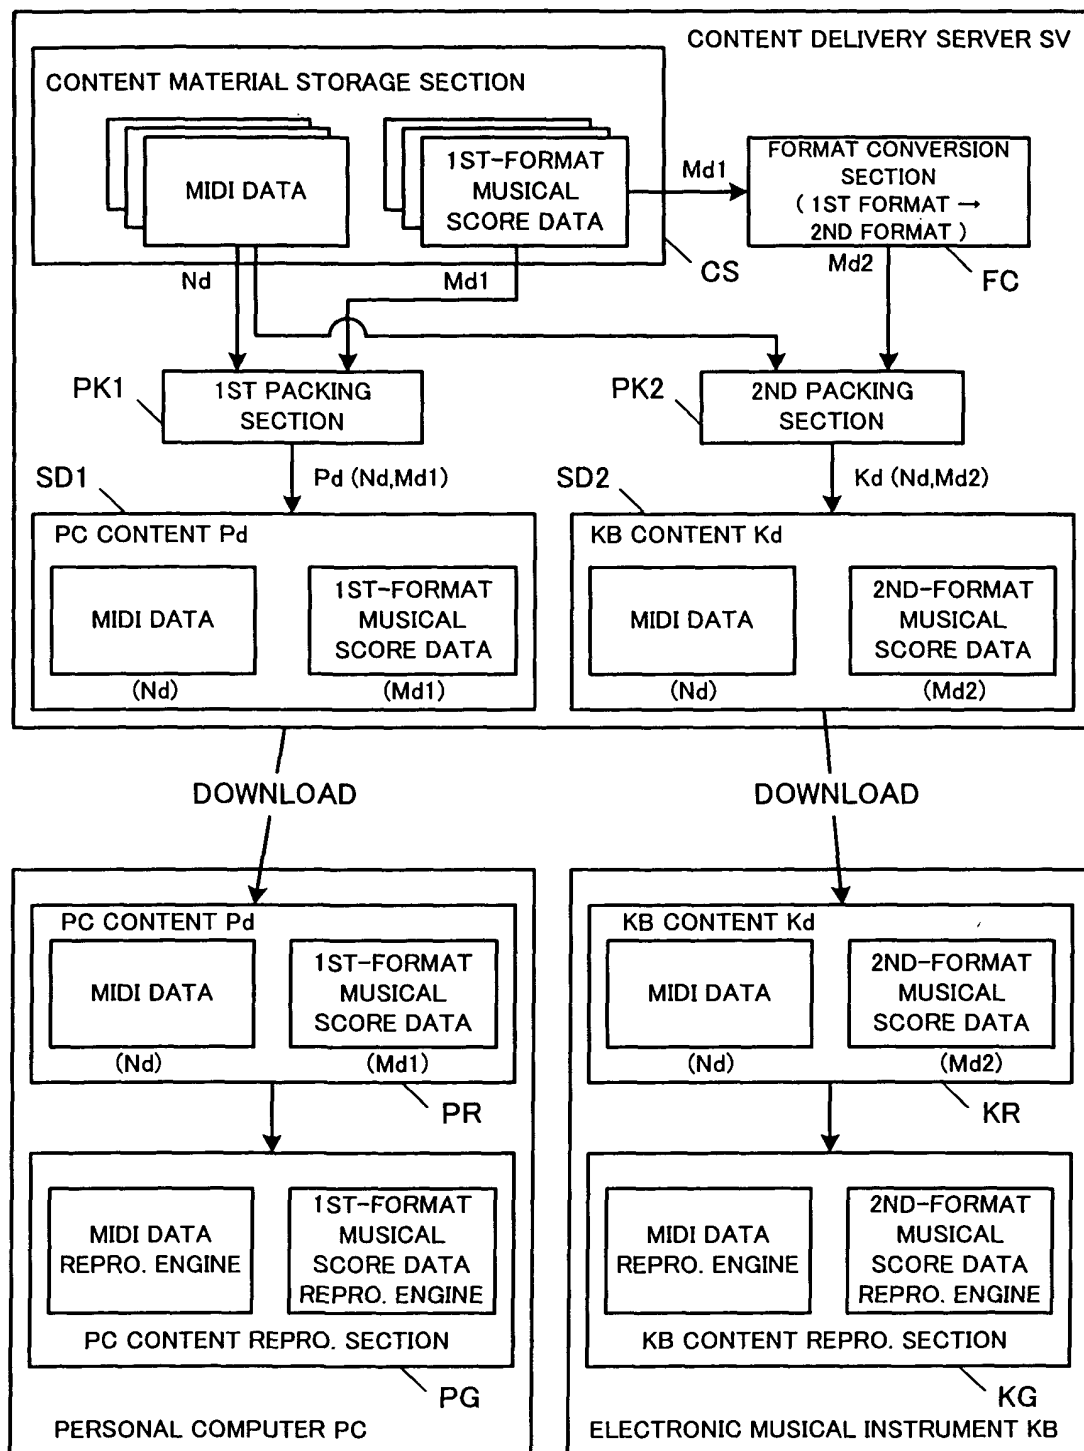 CONTENT DELIVERY SERVER SV
CONTENT MATERIAL STORAGE SECTION
MIDI DATA
1ST-FORMAT
MUSICAL
SCORE DATA
Md1
FORMAT CONVERSION
SECTION
( 1ST FORMAT →
2ND FORMAT )
Nd
Md1
CS
Md2
FC
PK1
1ST PACKING
SECTION
PK2
2ND PACKING
SECTION
SD1
Pd (Nd,Md1)
SD2
Kd (Nd,Md2)
PC CONTENT Pd
MIDI DATA
1ST-FORMAT
MUSICAL
SCORE DATA
(Nd)
(Md1)
KB CONTENT Kd
MIDI DATA
2ND-FORMAT
MUSICAL
SCORE DATA
(Nd)
(Md2)
DOWNLOAD
DOWNLOAD
PC CONTENT Pd
MIDI DATA
1ST-FORMAT
MUSICAL
SCORE DATA
(Nd)
(Md1)
PR
KB CONTENT Kd
MIDI DATA
2ND-FORMAT
MUSICAL
SCORE DATA
(Nd)
(Md2)
KR
MIDI DATA
REPRO. ENGINE
1ST-FORMAT
MUSICAL
SCORE DATA
REPRO. ENGINE
PC CONTENT REPRO. SECTION
PG
PERSONAL COMPUTER PC
MIDI DATA
REPRO. ENGINE
2ND-FORMAT
MUSICAL
SCORE DATA
REPRO. ENGINE
KB CONTENT REPRO. SECTION
KG
ELECTRONIC MUSICAL INSTRUMENT KB